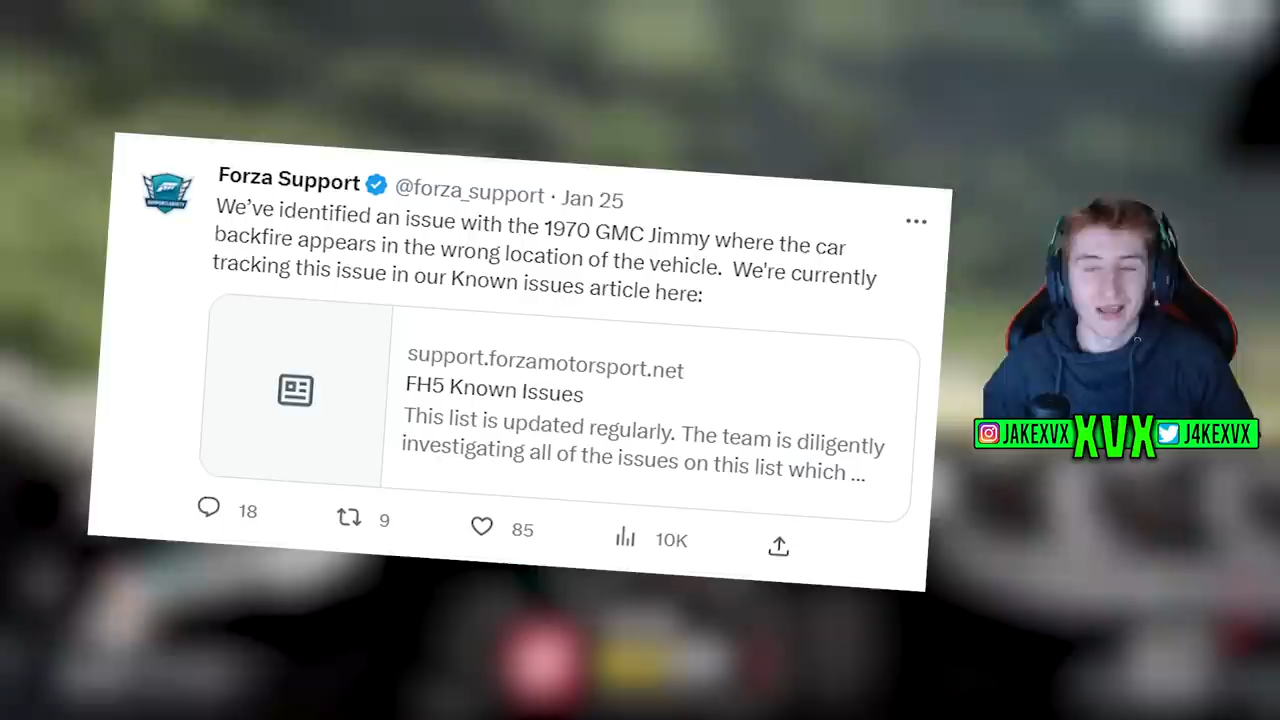 Forza Support @forza_support · Jan 25
We've identified an issue with the 1970 GMC Jimmy where the car
backfire appears in the wrong location of the vehicle.  We're currently
tracking this issue in our Known issues article here:
support.forzamotorsport.net
FH5 Known Issues
This list is updated regularly. The team is diligently
investigating all of the issues on this list which ...
18 9 85 10K
JAKEXVX XVX J4KEXVX